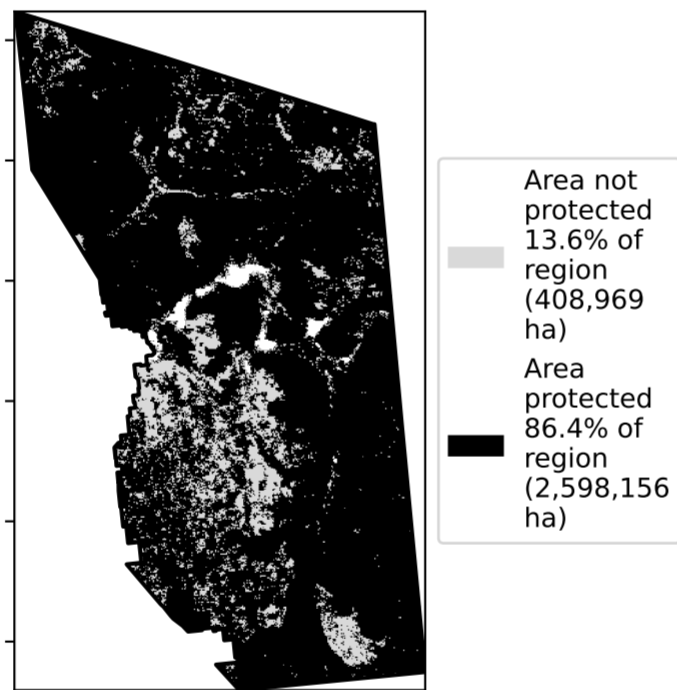 Area not
protected
13.6% of
region
(408,969
ha)
Area
protected
86.4% of
region
(2,598,156
ha)